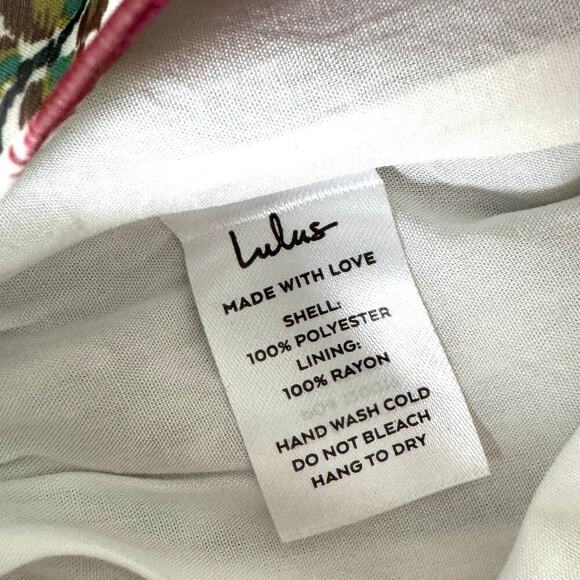 Lulus
MADE WITH LOVE
SHELL:
100% POLYESTER
LINING:
100% RAYON
HAND WASH COLD
DO NOT BLEACH
HANG TO DRY